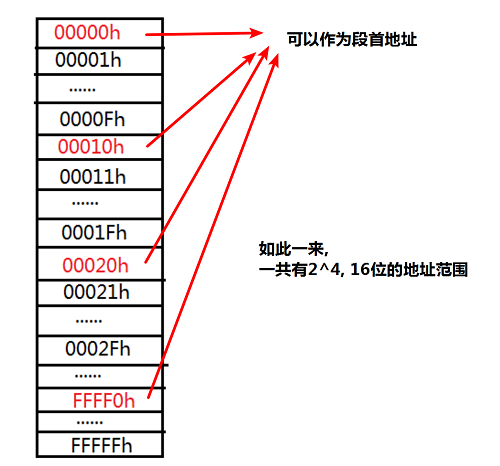 00000h
可以作为段首地址
00001h
......
0000Fh
00010h
00011h
......
0001Fh
如此一来,
一共有2^4, 16位的地址范围
00020h
00021h
......
0002Fh
......
FFFF0h
......
FFFFFh